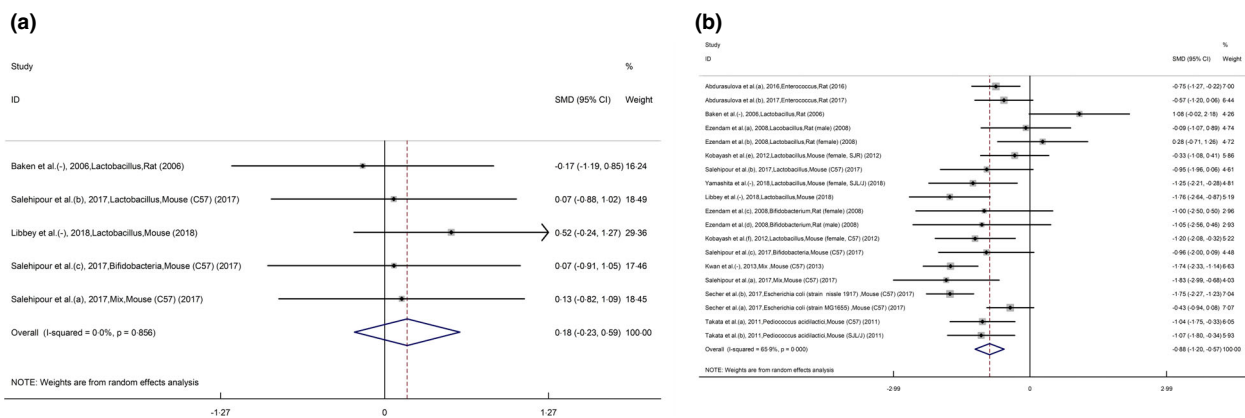 (a)
Study
%
ID
SMD (95% CI) Weight
Baken et al.(-), 2006,Lactobacillus,Rat (2006)
-0·17 (-1·19, 0·85) 16·24
Salehipour et al.(b), 2017,Lactobacillus,Mouse (C57) (2017)
0·07 (-0·88, 1·02) 18·49
Libbey et al.(-), 2018,Lactobacillus,Mouse (2018)
0·52 (-0·24, 1·27) 29·36
Salehipour et al.(c), 2017,Bifidobacteria,Mouse (C57) (2017)
0·07 (-0·91, 1·05) 17·46
Salehipour et al.(a), 2017,Mix,Mouse (C57) (2017)
0·13 (-0·82, 1·09) 18·45
Overall (I-squared = 0·0%, p = 0·856)
0·18 (-0·23, 0·59) 100·00
NOTE: Weights are from random effects analysis
-1·27
0
1·27
(b)
Study
%
ID
SMD (95% CI) Weight
Abdurasulova et al.(a), 2016,Enterococcus,Rat (2016)
-0·75 (-1·27, -0·22) 7·00
Abdurasulova et al.(b), 2017,Enterococcus,Rat (2017)
-0·57 (-1·20, 0·06) 6·44
Baken et al.(-), 2006,Lactobacillus,Rat (2006)
1·08 (-0·02, 2·18) 4·26
Ezendam et al.(a), 2008,Lacobacillus,Rat (male) (2008)
-0·09 (-1·07, 0·89) 4·74
Ezendam et al.(b), 2008,Lactobacillus,Rat (female) (2008)
0·28 (-0·71, 1·26) 4·72
Kobayash et al.(e), 2012,Lactobacillus,Mouse (female, SJR) (2012)
-0·33 (-1·08, 0·41) 5·86
Salehipour et al.(b), 2017,Lactobacillus,Mouse (C57) (2017)
-0·95 (-1·96, 0·06) 4·61
Yamashita et al.(-), 2018,Lactobacillus,Mouse (female, SJL/J) (2018)
-1·25 (-2·21, -0·28) 4·81
Libbey et al.(-), 2018,Lactobacillus,Mouse (2018)
-1·76 (-2·64, -0·87) 5·19
Ezendam et al.(c), 2008,Bifidobacterium,Rat (female) (2008)
-1·00 (-2·50, 0·50) 2·96
Ezendam et al.(d), 2008,Bifidobacterium,Rat (male) (2008)
-1·05 (-2·56, 0·46) 2·93
Kobayash et al.(f), 2012,Lactobacillus,Mouse (female, C57) (2012)
-1·20 (-2·08, -0·32) 5·22
Salehipour et al.(c), 2017,Bifidobacteria,Mouse (C57) (2017)
-0·96 (-2·00, 0·09) 4·48
Kwan et al.(-), 2013,Mix ,Mouse (C57) (2013)
-1·74 (-2·33, -1·14) 6·63
Salehipour et al.(a), 2017,Mix,Mouse (C57) (2017)
-1·83 (-2·99, -0·68) 4·03
Secher et al.(b), 2017,Escherichia coli (strain nissle 1917) ,Mouse (C57) (2017)
-1·75 (-2·27, -1·23) 7·04
Secher et al.(a), 2017,Escherichia coli (strain MG1655) ,Mouse (C57) (2017)
-0·43 (-0·94, 0·08) 7·07
Takata et al.(a), 2011,Pediococcus acidilactici,Mouse (C57) (2011)
-1·04 (-1·75, -0·33) 6·05
Takata et al.(b), 2011,Pediococcus acidilactici,Mouse (SJL/J) (2011)
-1·07 (-1·80, -0·34) 5·93
Overall (I-squared = 65·9%, p = 0·000)
-0·88 (-1·20, -0·57) 100·00
NOTE: Weights are from random effects analysis
-2·99
0
2·99